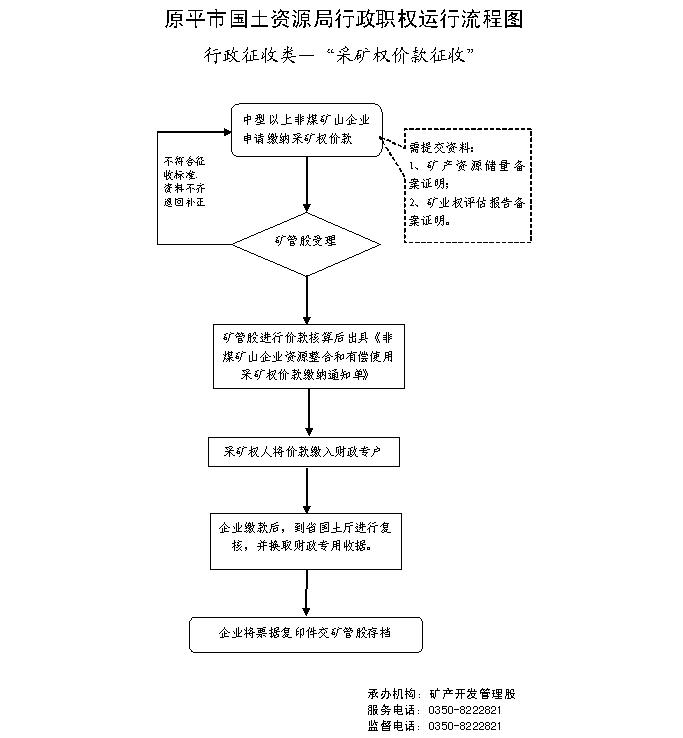 原平市国土资源局行政职权运行流程图
行政征收类—“采矿权价款征收”
中型以上非煤矿山企业
申请缴纳采矿权价款
不符合征
收标准.
资料不齐
退回补正
需提交资料:
1、矿产资源储量备
案证明;
2、矿业权评估报告备
案证明。
矿管股受理
矿管股进行价款核算后出具《非
煤矿山企业资源整合和有偿使用
采矿权价款缴纳通知单》
采矿权人将价款缴入财政专户
企业缴款后，到省国土厅进行复
核，并换取财政专用收据。
企业将票据复印件交矿管股存档
承办机构：矿产开发管理股
服务电话：0350-8222821
监督电话：0350-8222821